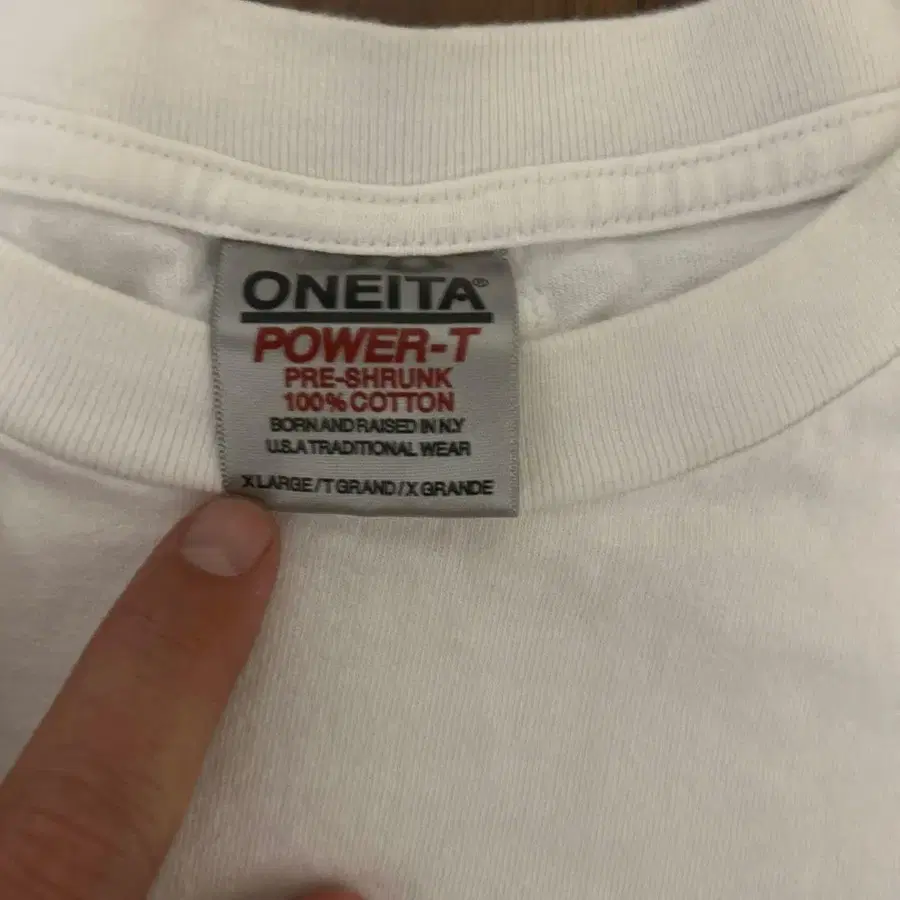 ONEITA®
POWER-T
PRE-SHRUNK
100% COTTON
BORN AND RAISED IN N.Y
U.S.A TRADITIONAL WEAR
X LARGE / T GRAND / X GRANDE